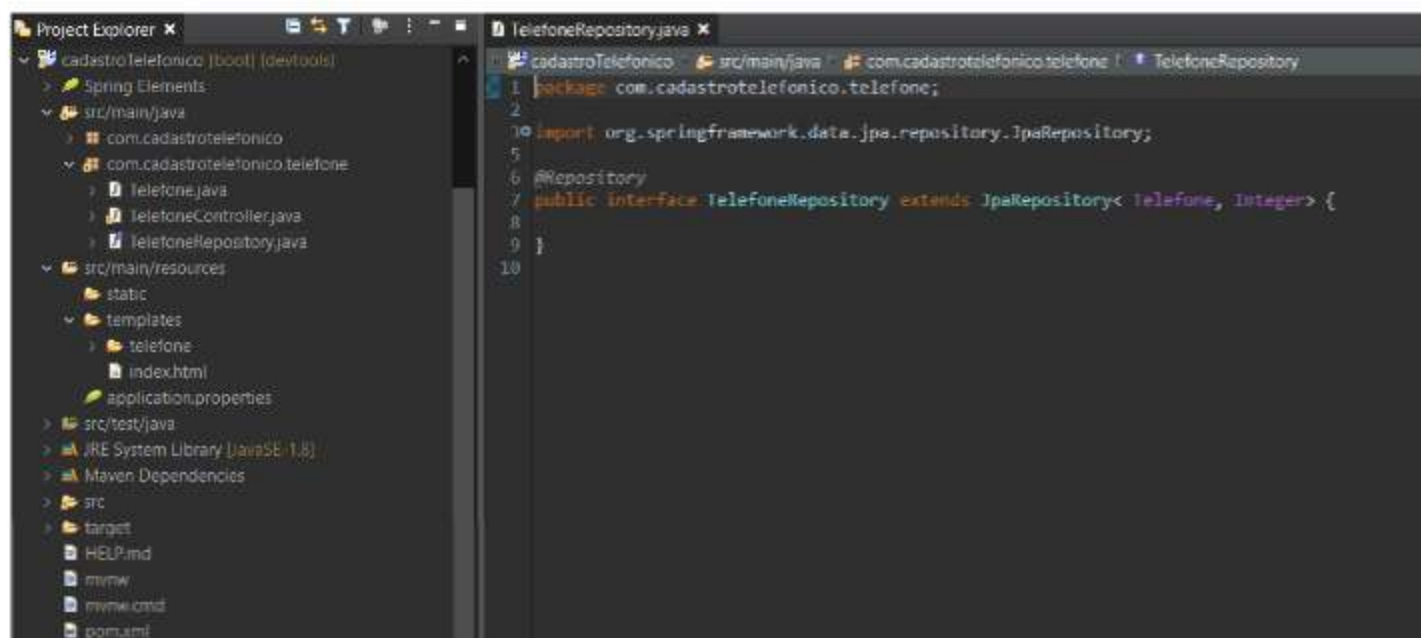 Project Explorer
cadastroTelefonico [boot] [devtools]
Spring Elements
src/main/java
com.cadastrotelefonico
com.cadastrotelefonico.telefone
Telefone.java
TelefoneController.java
TelefoneRepository.java
src/main/resources
static
templates
telefone
index.html
application.properties
src/test/java
JRE System Library [JavaSE-1.8]
Maven Dependencies
src
target
HELP.md
mvnw
mvnw.cmd
pom.xml
TelefoneRepository.java
cadastroTelefonico src/main/java com.cadastrotelefonico.telefone TelefoneRepository
1 package com.cadastrotelefonico.telefone;
2
3 import org.springframework.data.jpa.repository.JpaRepository;
5
6 @Repository
7 public interface TelefoneRepository extends JpaRepository< Telefone, Integer> {
8
9 }
10